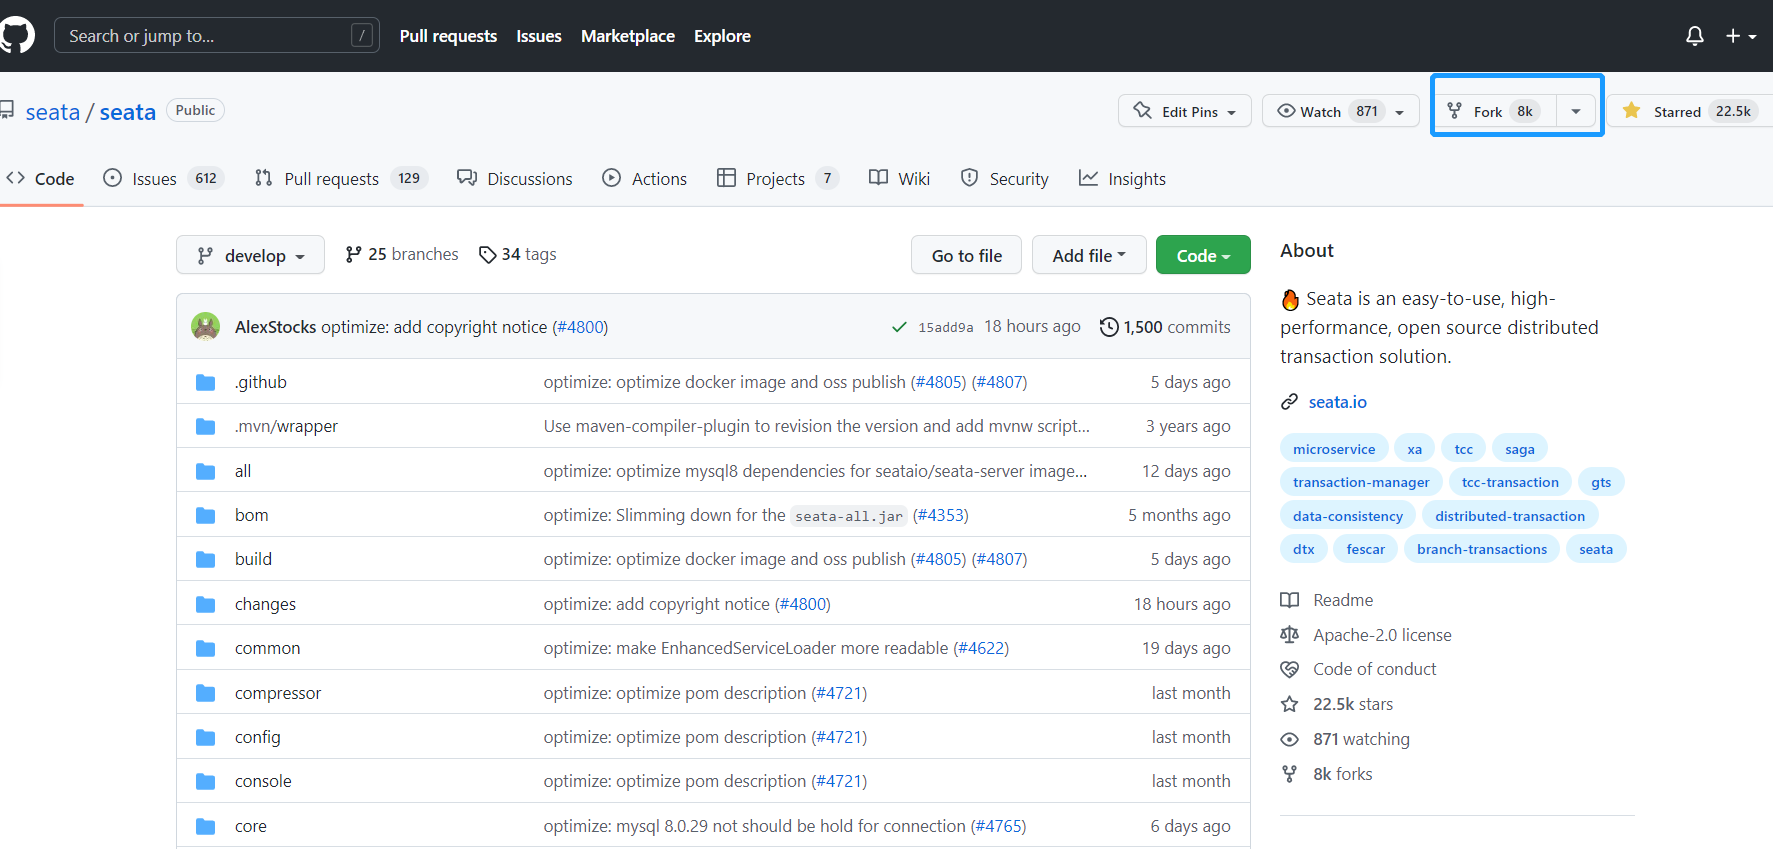 Search or jump to... / Pull requests Issues Marketplace Explore
seata / seata Public Edit Pins Watch 871 Fork 8k Starred 22.5k
Code Issues 612 Pull requests 129 Discussions Actions Projects 7 Wiki Security Insights
develop 25 branches 34 tags Go to file Add file Code
AlexStocks optimize: add copyright notice (#4800) 15add9a 18 hours ago 1,500 commits
.github optimize: optimize docker image and oss publish (#4805) (#4807) 5 days ago
.mvn/wrapper Use maven-compiler-plugin to revision the version and add mvnw script... 3 years ago
all optimize: optimize mysql8 dependencies for seataio/seata-server image... 12 days ago
bom optimize: Slimming down for the seata-all.jar (#4353) 5 months ago
build optimize: optimize docker image and oss publish (#4805) (#4807) 5 days ago
changes optimize: add copyright notice (#4800) 18 hours ago
common optimize: make EnhancedServiceLoader more readable (#4622) 19 days ago
compressor optimize: optimize pom description (#4721) last month
config optimize: optimize pom description (#4721) last month
console optimize: optimize pom description (#4721) last month
core optimize: mysql 8.0.29 not should be hold for connection (#4765) 6 days ago
About
Seata is an easy-to-use, high-
performance, open source distributed
transaction solution.
seata.io
microservice xa tcc saga
transaction-manager tcc-transaction gts
data-consistency distributed-transaction
dtx fescar branch-transactions seata
Readme
Apache-2.0 license
Code of conduct
22.5k stars
871 watching
8k forks